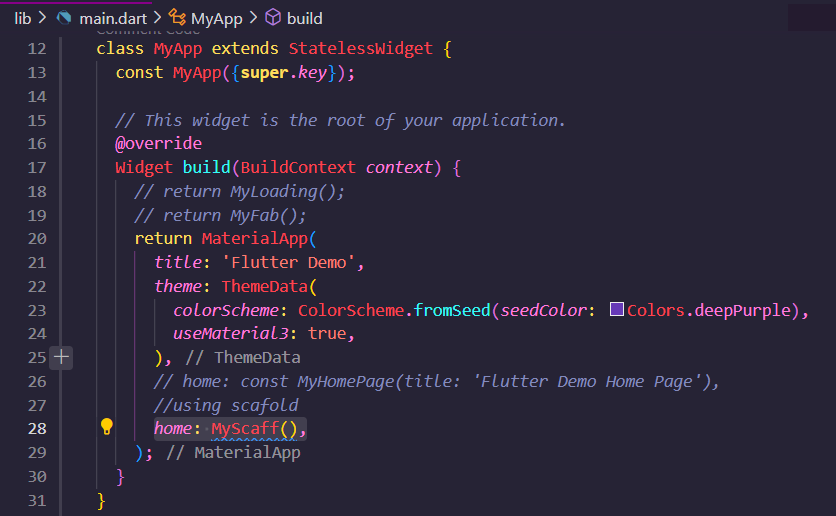 lib > main.dart > MyApp > build
Comment Code
12 class MyApp extends StatelessWidget {
13 const MyApp({super.key});
14
15 // This widget is the root of your application.
16 @override
17 Widget build(BuildContext context) {
18 // return MyLoading();
19 // return MyFab();
20 return MaterialApp(
21 title: 'Flutter Demo',
22 theme: ThemeData(
23 colorScheme: ColorScheme.fromSeed(seedColor: Colors.deepPurple),
24 useMaterial3: true,
25 ), // ThemeData
26 // home: const MyHomePage(title: 'Flutter Demo Home Page'),
27 //using scafold
28 home: MyScaff(),
29 ); // MaterialApp
30 }
31 }